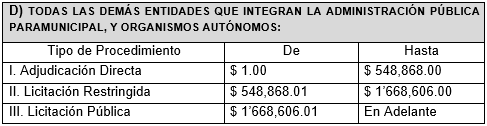 D) TODAS LAS DEMÁS ENTIDADES QUE INTEGRAN LA ADMINISTRACIÓN PÚBLICA
PARAMUNICIPAL, Y ORGANISMOS AUTÓNOMOS:
Tipo de Procedimiento De Hasta
I. Adjudicación Directa $ 1.00 $ 548,868.00
II. Licitación Restringida $ 548,868.01 $ 1’668,606.00
III. Licitación Pública $ 1’668,606.01 En Adelante